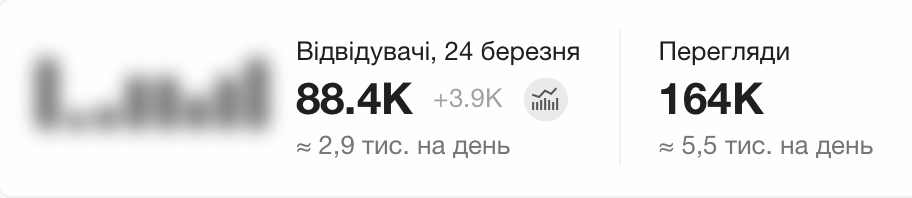 Відвідувачі, 24 березня
88.4K +3.9K
≈ 2,9 тис. на день
Перегляди
164K
≈ 5,5 тис. на день